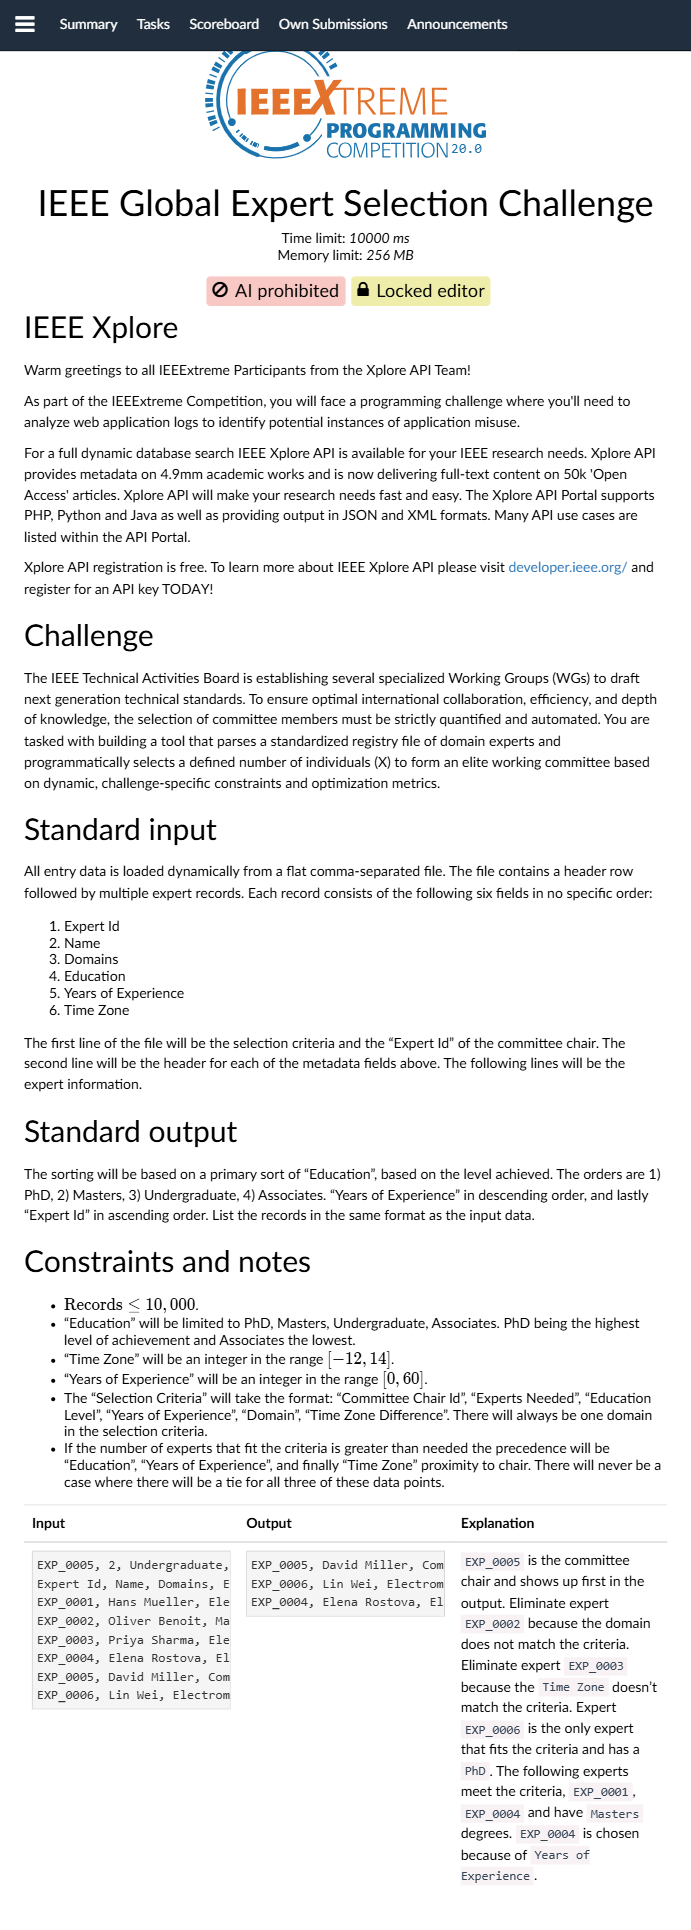 Summary Tasks Scoreboard Own Submissions Announcements
IEEEXTREME
PROGRAMMING
COMPETITION 20.0
IEEE Global Expert Selection Challenge
Time limit: 10000 ms
Memory limit: 256 MB
AI prohibited Locked editor
IEEE Xplore
Warm greetings to all IEEExtreme Participants from the Xplore API Team!
As part of the IEEExtreme Competition, you will face a programming challenge where you'll need to
analyze web application logs to identify potential instances of application misuse.
For a full dynamic database search IEEE Xplore API is available for your IEEE research needs. Xplore API
provides metadata on 4.9mm academic works and is now delivering full-text content on 50k 'Open
Access' articles. Xplore API will make your research needs fast and easy. The Xplore API Portal supports
PHP, Python and Java as well as providing output in JSON and XML formats. Many API use cases are
listed within the API Portal.
Xplore API registration is free. To learn more about IEEE Xplore API please visit developer.ieee.org/ and
register for an API key TODAY!
Challenge
The IEEE Technical Activities Board is establishing several specialized Working Groups (WGs) to draft
next generation technical standards. To ensure optimal international collaboration, efficiency, and depth
of knowledge, the selection of committee members must be strictly quantified and automated. You are
tasked with building a tool that parses a standardized registry file of domain experts and
programmatically selects a defined number of individuals (X) to form an elite working committee based
on dynamic, challenge-specific constraints and optimization metrics.
Standard input
All entry data is loaded dynamically from a flat comma-separated file. The file contains a header row
followed by multiple expert records. Each record consists of the following six fields in no specific order:
1. Expert Id
2. Name
3. Domains
4. Education
5. Years of Experience
6. Time Zone
The first line of the file will be the selection criteria and the “Expert Id” of the committee chair. The
second line will be the header for each of the metadata fields above. The following lines will be the
expert information.
Standard output
The sorting will be based on a primary sort of “Education”, based on the level achieved. The orders are 1)
PhD, 2) Masters, 3) Undergraduate, 4) Associates. “Years of Experience” in descending order, and lastly
“Expert Id” in ascending order. List the records in the same format as the input data.
Constraints and notes
• Records ≤ 10,000.
• “Education” will be limited to PhD, Masters, Undergraduate, Associates. PhD being the highest
level of achievement and Associates the lowest.
• “Time Zone” will be an integer in the range [−12, 14].
• “Years of Experience” will be an integer in the range [0, 60].
• The “Selection Criteria” will take the format: “Committee Chair Id”, “Experts Needed”, “Education
Level”, “Years of Experience”, “Domain”, “Time Zone Difference”. There will always be one domain
in the selection criteria.
• If the number of experts that fit the criteria is greater than needed the precedence will be
“Education”, “Years of Experience”, and finally “Time Zone” proximity to chair. There will never be a
case where there will be a tie for all three of these data points.
Input Output Explanation
EXP_0005, 2, Undergraduate,
Expert Id, Name, Domains, E
EXP_0001, Hans Mueller, Ele
EXP_0002, Oliver Benoit, Ma
EXP_0003, Priya Sharma, Ele
EXP_0004, Elena Rostova, El
EXP_0005, David Miller, Com
EXP_0006, Lin Wei, Electrom
EXP_0005, David Miller, Com
EXP_0006, Lin Wei, Electrom
EXP_0004, Elena Rostova, El
EXP_0005 is the committee
chair and shows up first in the
output. Eliminate expert
EXP_0002 because the domain
does not match the criteria.
Eliminate expert EXP_0003
because the Time Zone doesn’t
match the criteria. Expert
EXP_0006 is the only expert
that fits the criteria and has a
PhD . The following experts
meet the criteria, EXP_0001 ,
EXP_0004 and have Masters
degrees. EXP_0004 is chosen
because of Years of
Experience .